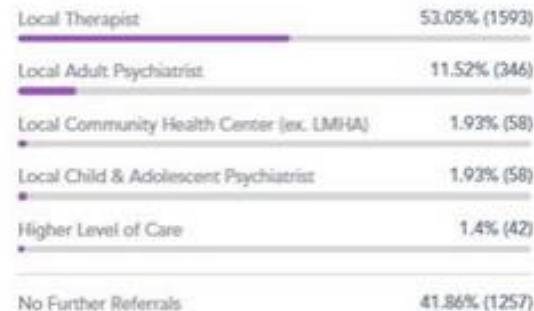 Local Therapist 53.05% (1593)
Local Adult Psychiatrist 11.52% (346)
Local Community Health Center (ex. LMHA) 1.93% (58)
Local Child & Adolescent Psychiatrist 1.93% (58)
Higher Level of Care 1.4% (42)
No Further Referrals 41.86% (1257)